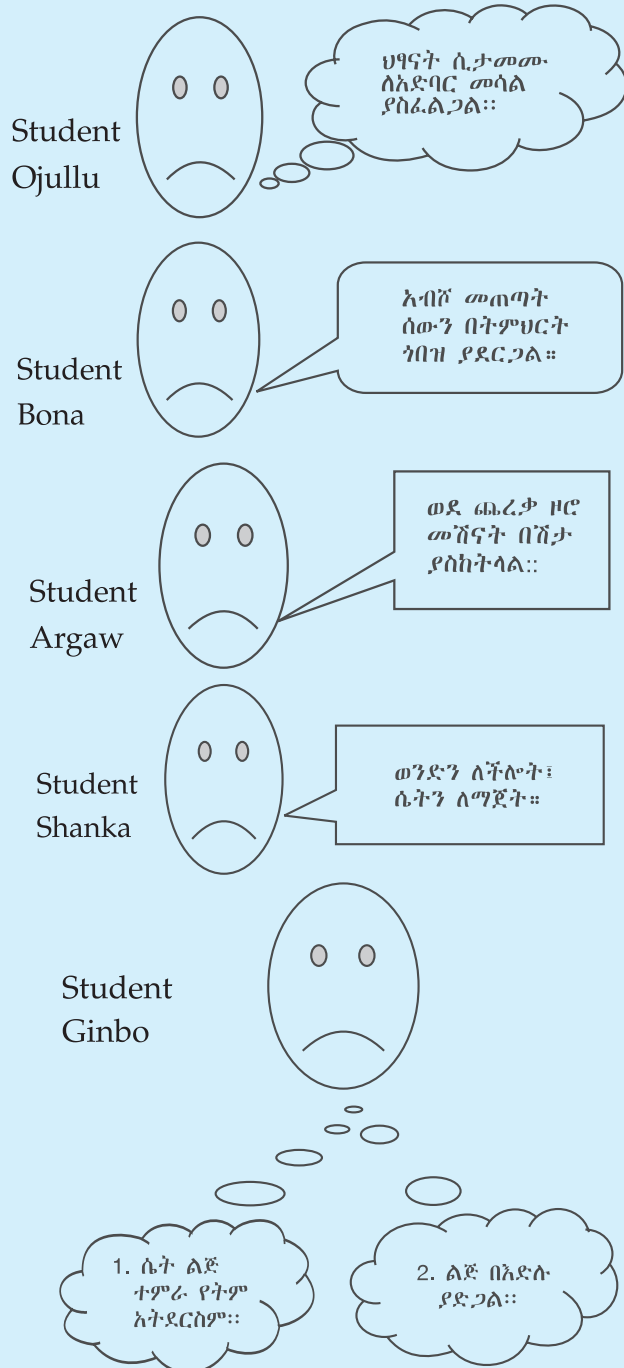 Student
Ojullu
ህፃናት ሲታመሙ
ለአድባር መሳል
ያስፈልጋል፡፡
Student
Bona
አብሾ መጠጣት
ሰውን በትምህርት
ጎበዝ ያደርጋል።
Student
Argaw
ወደ ጨረቃ ዞሮ
መሽናት በሽታ
ያስከትላል::
Student
Shanka
ወንድን ለችሎት፤
ሴትን ለማጀት።
Student
Ginbo
1. ሴት ልጅ
ተምራ የትም
አትደርስም፡፡
2. ልጅ በእድሉ
ያድጋል፡፡